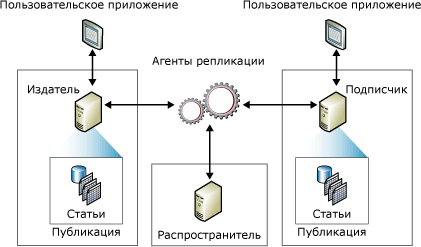 Пользовательское приложение
Пользовательское приложение
Агенты репликации
Издатель
Подписчик
Статьи
Публикация
Распространитель
Статьи
Публикация